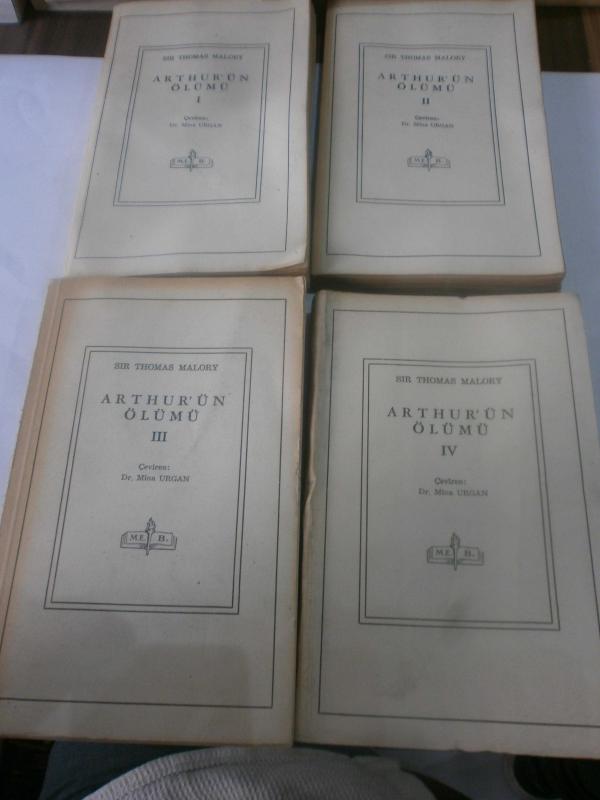 SIR THOMAS MALORY
ARTHUR'ÜN
ÖLÜMÜ
I
Çeviren:
Dr. Mina URGAN
M.E. B.
SIR THOMAS MALORY
ARTHUR'ÜN
ÖLÜMÜ
II
Çeviren:
Dr. Mina URGAN
M.E. B.
SIR THOMAS MALORY
ARTHUR'ÜN
ÖLÜMÜ
III
Çeviren:
Dr. Mina URGAN
M.E. B.
SIR THOMAS MALORY
ARTHUR'ÜN
ÖLÜMÜ
IV
Çeviren:
Dr. Mina URGAN
M.E. B.